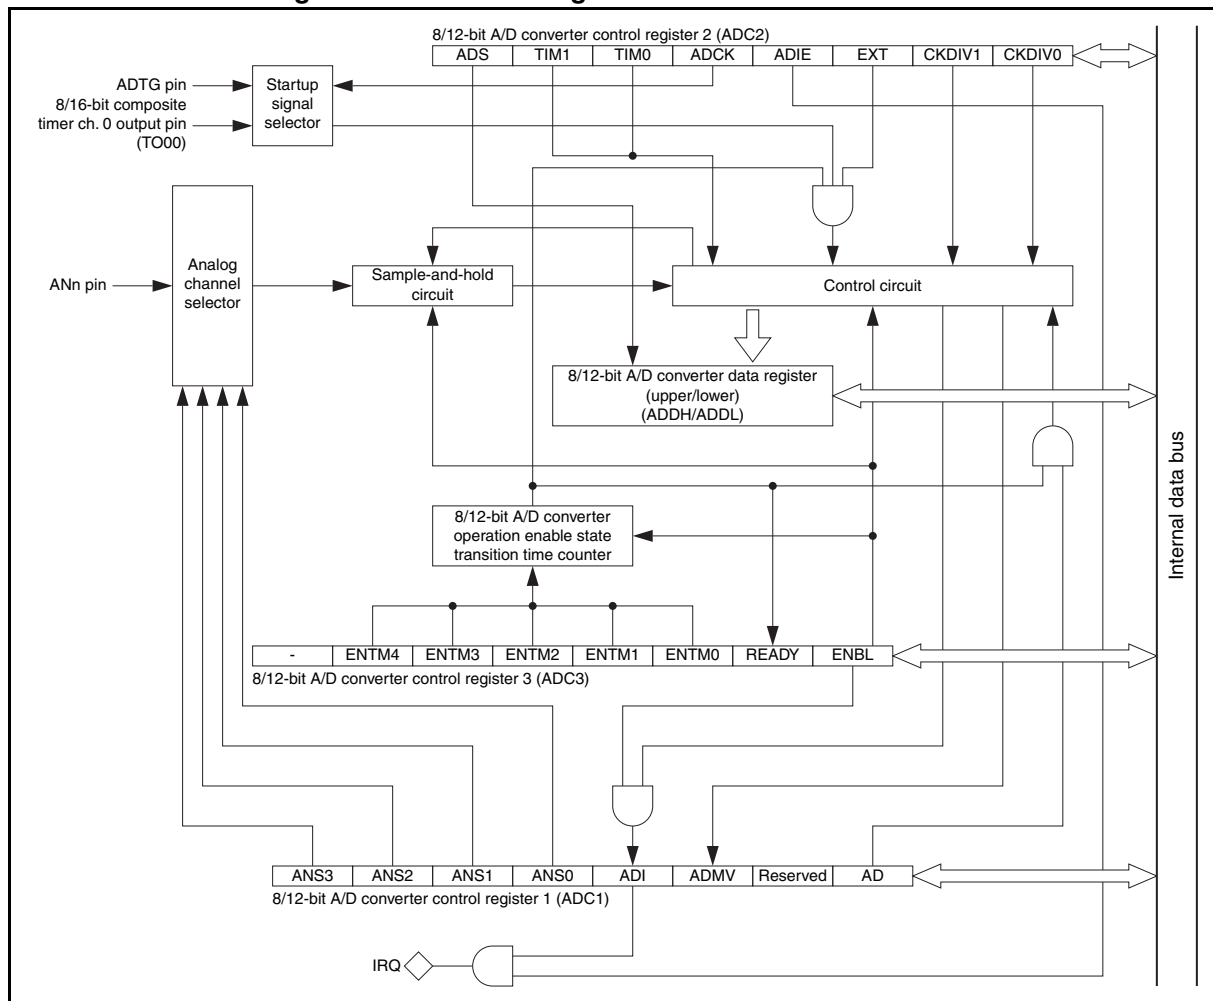 8/12-bit A/D converter control register 2 (ADC2)
ADS TIM1 TIM0 ADCK ADIE EXT CKDIV1 CKDIV0
ADTG pin
8/16-bit composite
timer ch. 0 output pin
(TO00)
Startup
signal
selector
ANn pin
Analog
channel
selector
Sample-and-hold
circuit
Control circuit
8/12-bit A/D converter data register
(upper/lower)
(ADDH/ADDL)
Internal data bus
8/12-bit A/D converter
operation enable state
transition time counter
- ENTM4 ENTM3 ENTM2 ENTM1 ENTM0 READY ENBL
8/12-bit A/D converter control register 3 (ADC3)
ANS3 ANS2 ANS1 ANS0 ADI ADMV Reserved AD
8/12-bit A/D converter control register 1 (ADC1)
IRQ